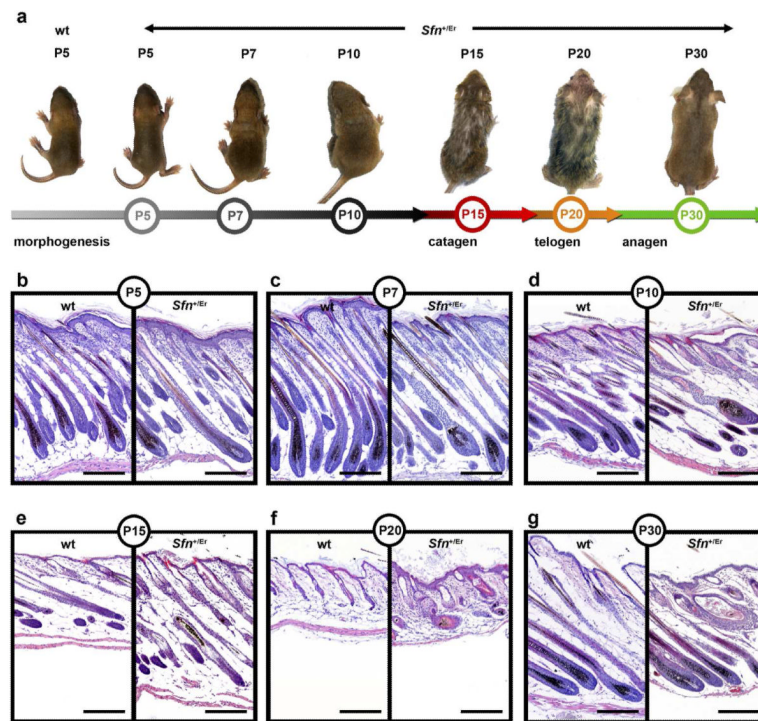 a
wt
Sfn+/Er
P5 P5 P7 P10 P15 P20 P30
P5 P7 P10 P15 P20 P30
morphogenesis catagen telogen anagen
b c d
P5 P7 P10
wt Sfn+/Er wt Sfn+/Er wt Sfn+/Er
e f g
P15 P20 P30
wt Sfn+/Er wt Sfn+/Er wt Sfn+/Er